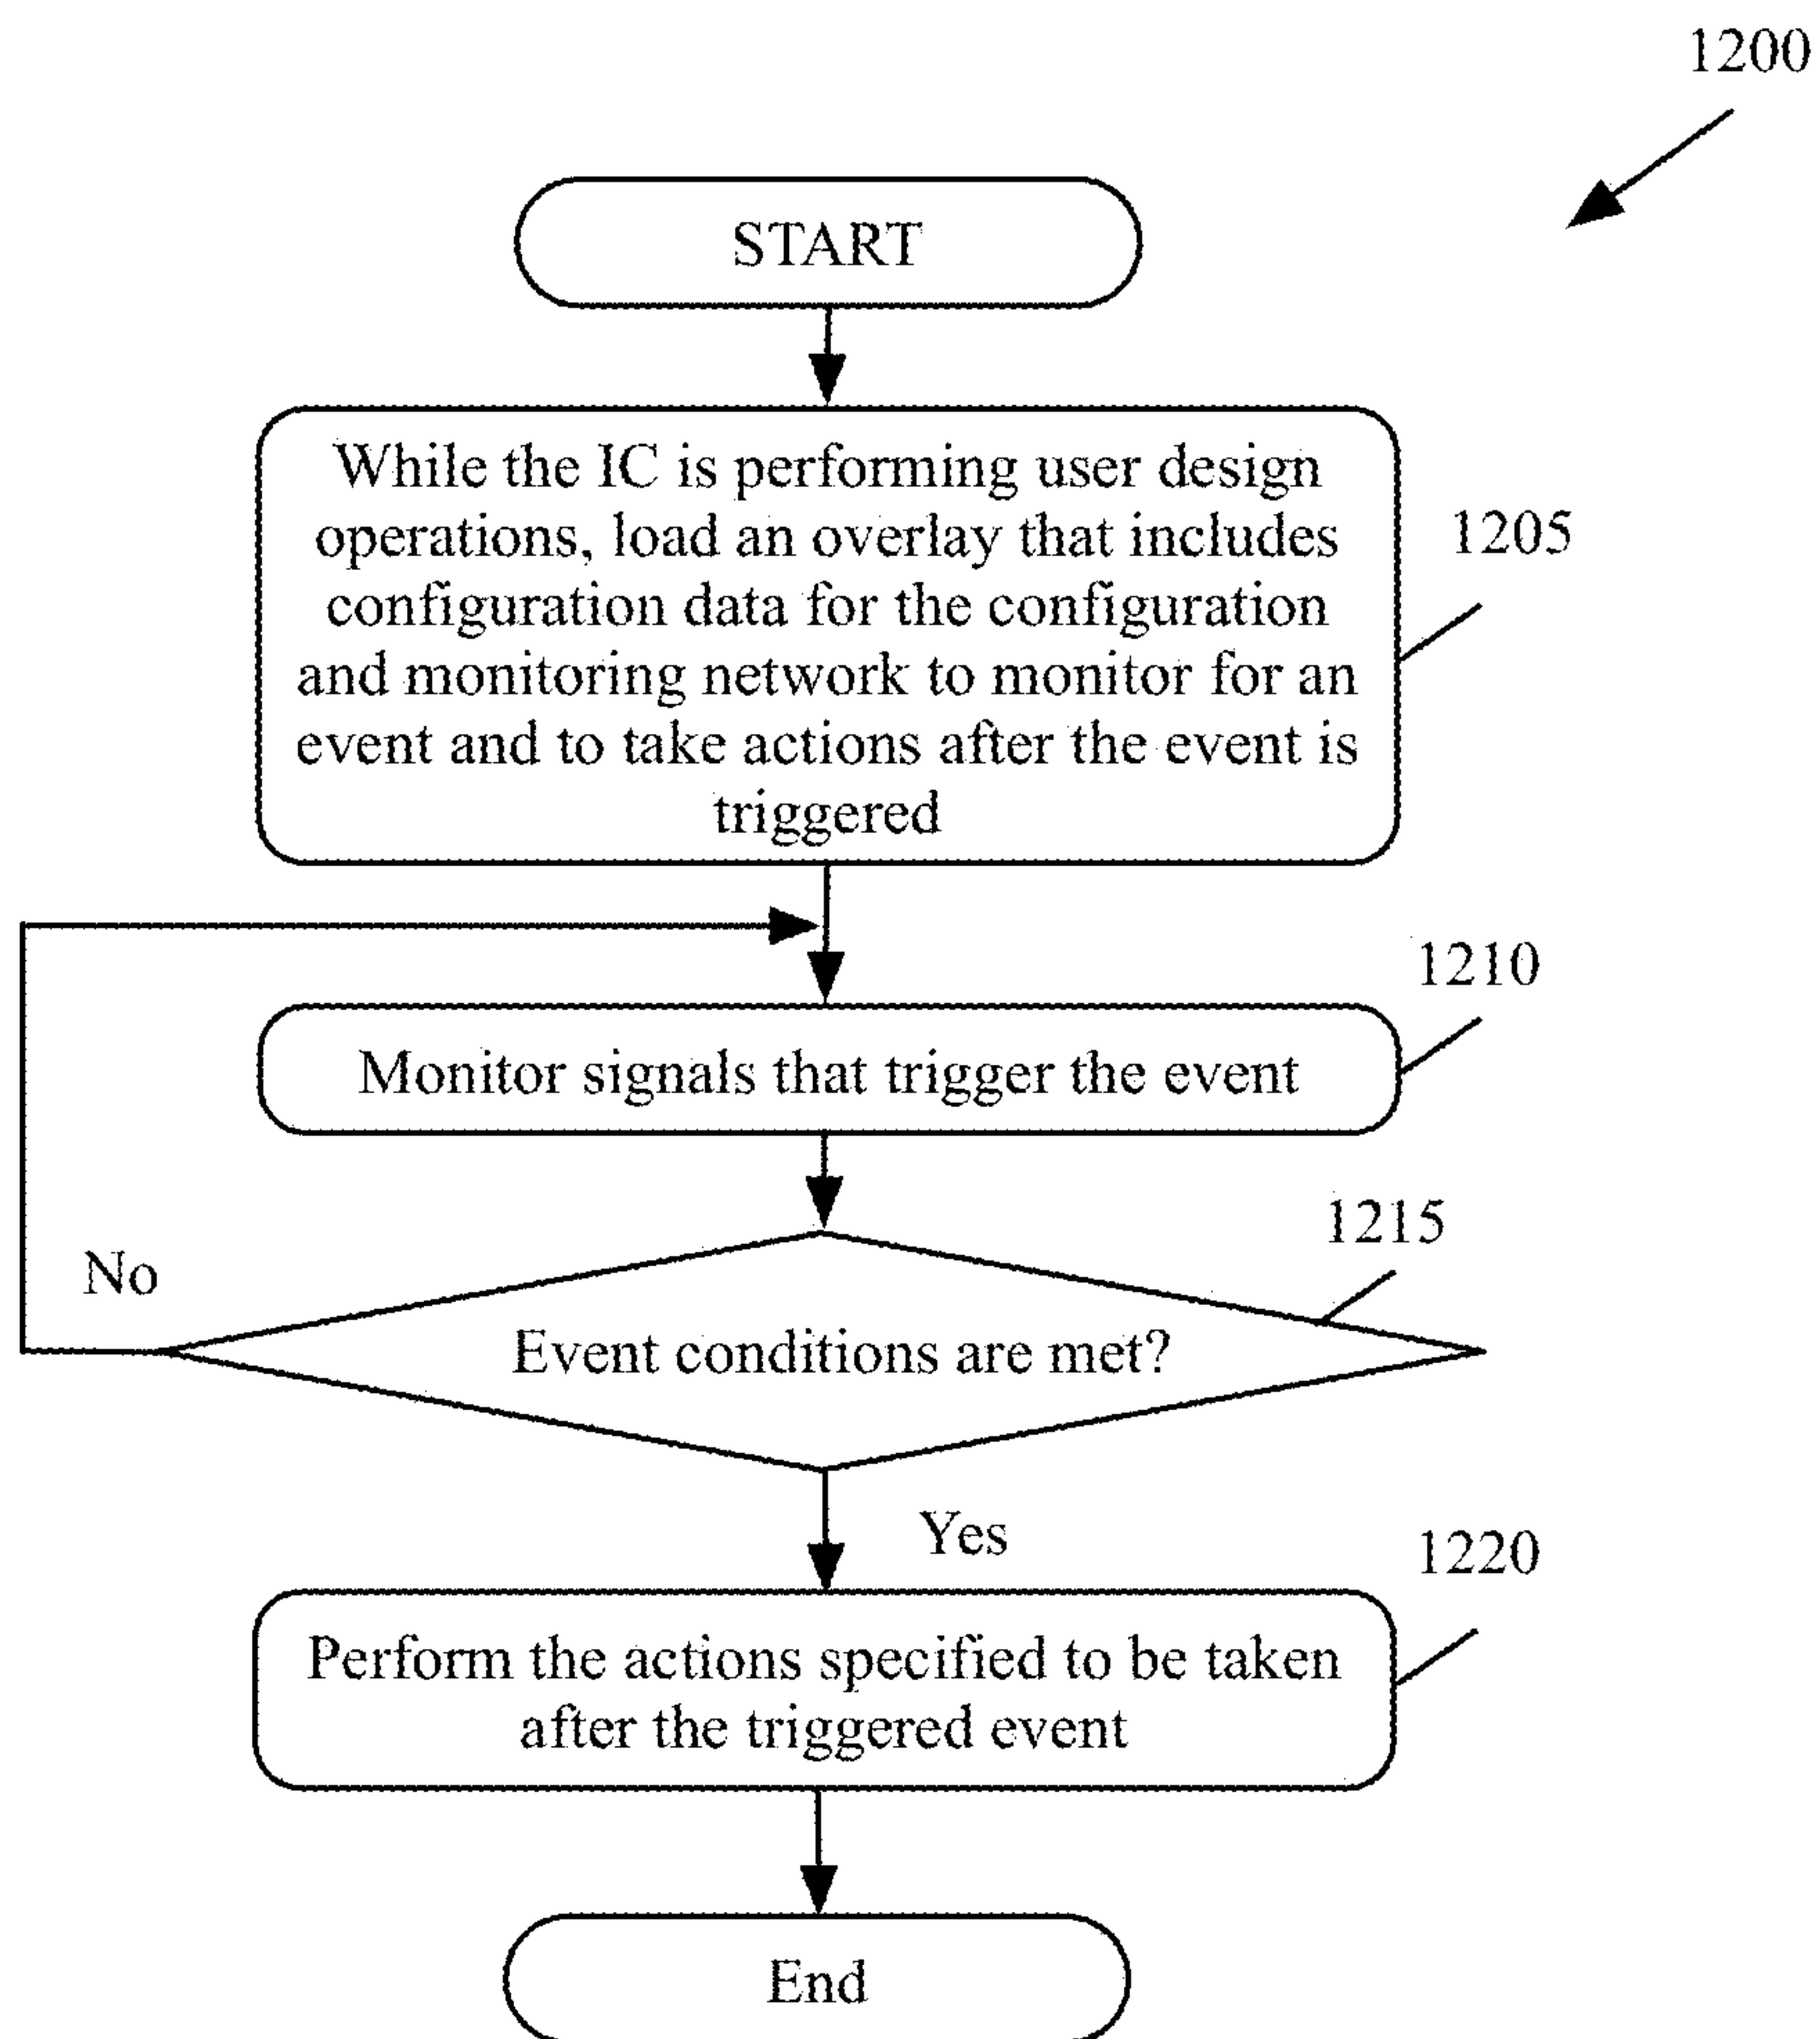 1200
START
While the IC is performing user design
operations, load an overlay that includes
configuration data for the configuration
and monitoring network to monitor for an
event and to take actions after the event is
triggered
1205
1210
Monitor signals that trigger the event
1215
No
Event conditions are met?
Yes
1220
Perform the actions specified to be taken
after the triggered event
End